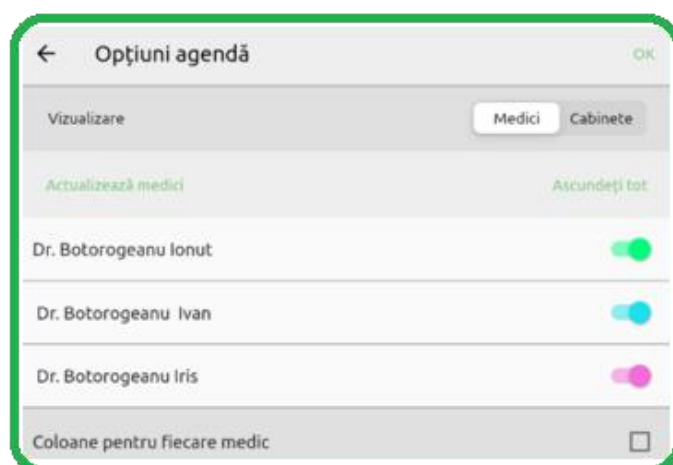 Opțiuni agendă OK
Vizualizare Medici Cabinete
Actualizează medici Ascundeți tot
Dr. Botorogeanu Ionut
Dr. Botorogeanu Ivan
Dr. Botorogeanu Iris
Coloane pentru fiecare medic